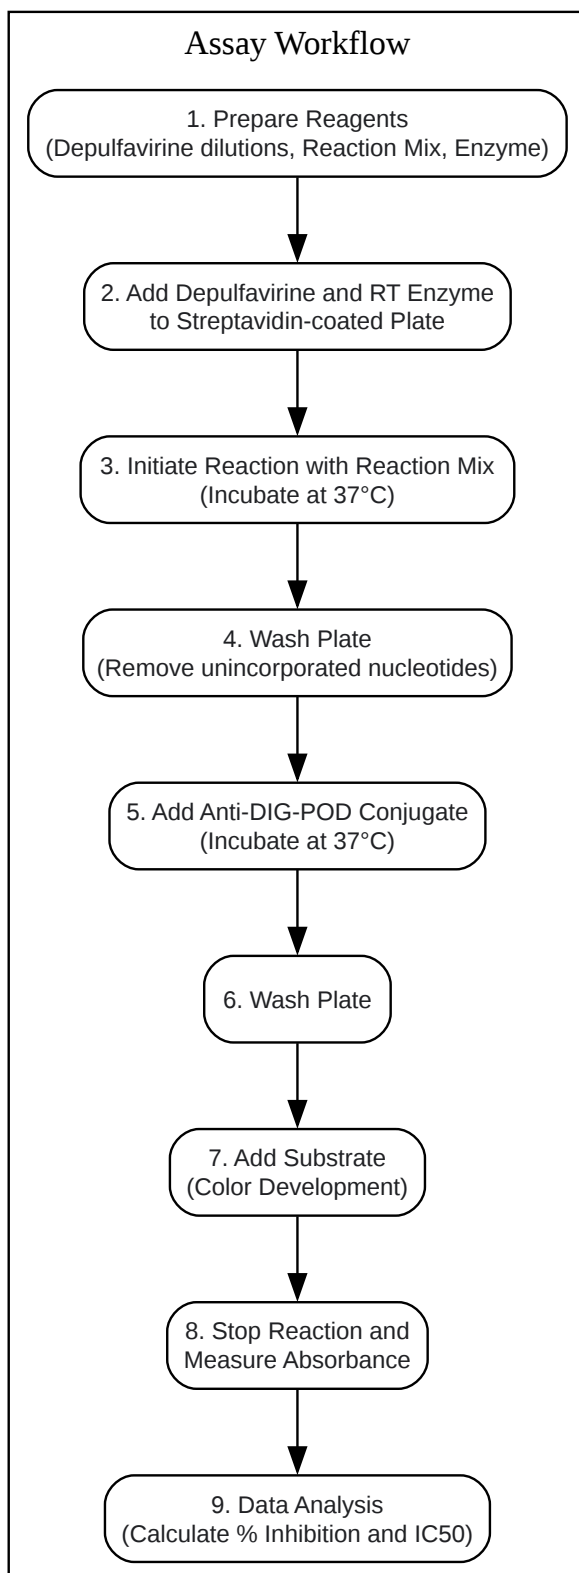 Assay Workflow
1. Prepare Reagents
(Depulfavirine dilutions, Reaction Mix, Enzyme)
2. Add Depulfavirine and RT Enzyme
to Streptavidin-coated Plate
3. Initiate Reaction with Reaction Mix
(Incubate at 37°C)
4. Wash Plate
(Remove unincorporated nucleotides)
5. Add Anti-DIG-POD Conjugate
(Incubate at 37°C)
6. Wash Plate
7. Add Substrate
(Color Development)
8. Stop Reaction and
Measure Absorbance
9. Data Analysis
(Calculate % Inhibition and IC50)